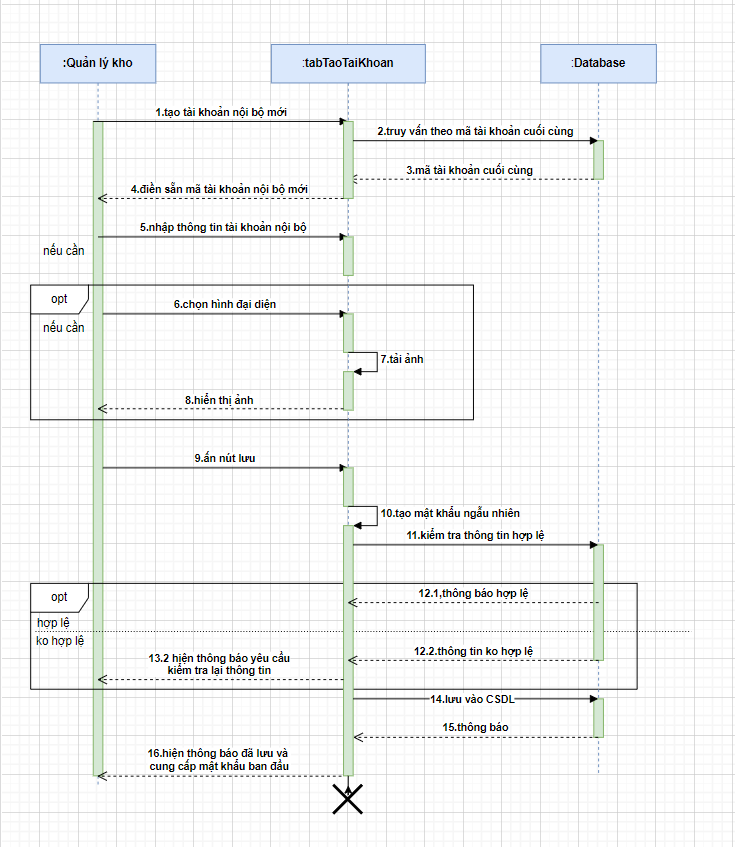 :Quản lý kho
:tabTaoTaiKhoan
:Database
1.tạo tài khoản nội bộ mới
2.truy vấn theo mã tài khoản cuối cùng
3.mã tài khoản cuối cùng
4.điền sẵn mã tài khoản nội bộ mới
5.nhập thông tin tài khoản nội bộ
nếu cần
opt
6.chọn hình đại diện
nếu cần
7.tải ảnh
8.hiển thị ảnh
9.ấn nút lưu
10.tạo mật khẩu ngẫu nhiên
11.kiểm tra thông tin hợp lệ
opt
12.1,thông báo hợp lệ
hợp lệ
ko hợp lệ
12.2.thông tin ko hợp lệ
13.2 hiện thông báo yêu cầu
kiểm tra lại thông tin
14.lưu vào CSDL
15.thông báo
16.hiện thông báo đã lưu và
cung cấp mật khẩu ban đầu